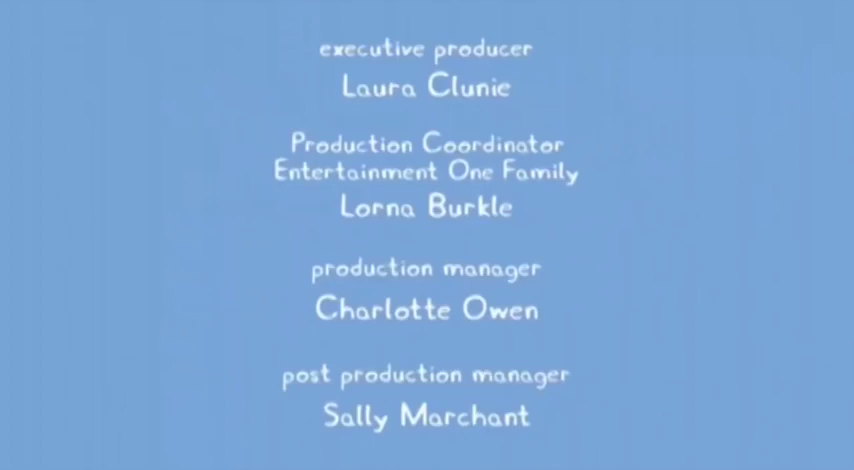 executive producer
Laura Clunie
Production Coordinator
Entertainment One Family
Lorna Burkle
production manager
Charlotte Owen
post production manager
Sally Marchant